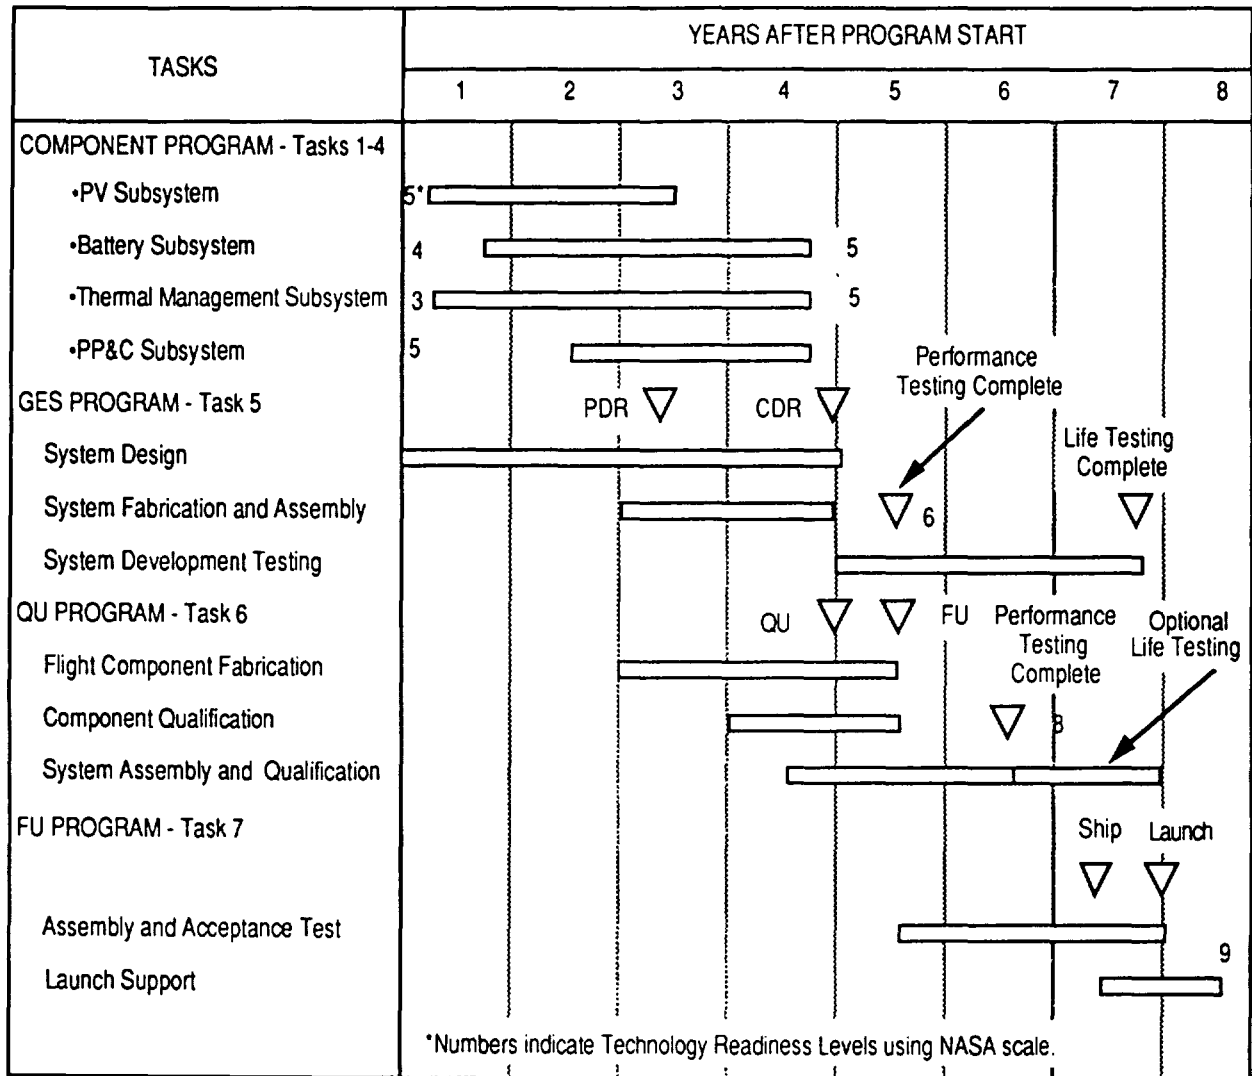 YEARS AFTER PROGRAM START
TASKS
1 2 3 4 5 6 7 8
COMPONENT PROGRAM - Tasks 1-4
•PV Subsystem 5*
•Battery Subsystem 4 5
•Thermal Management Subsystem 3 5
•PP&C Subsystem 5
Performance
Testing Complete
GES PROGRAM - Task 5 PDR CDR
Life Testing
Complete
System Design
System Fabrication and Assembly 6
System Development Testing
QU PROGRAM - Task 6 QU FU
Performance
Testing
Complete
Optional
Life Testing
Flight Component Fabrication
Component Qualification 8
System Assembly and Qualification
FU PROGRAM - Task 7 Ship Launch
Assembly and Acceptance Test
9
Launch Support
*Numbers indicate Technology Readiness Levels using NASA scale.